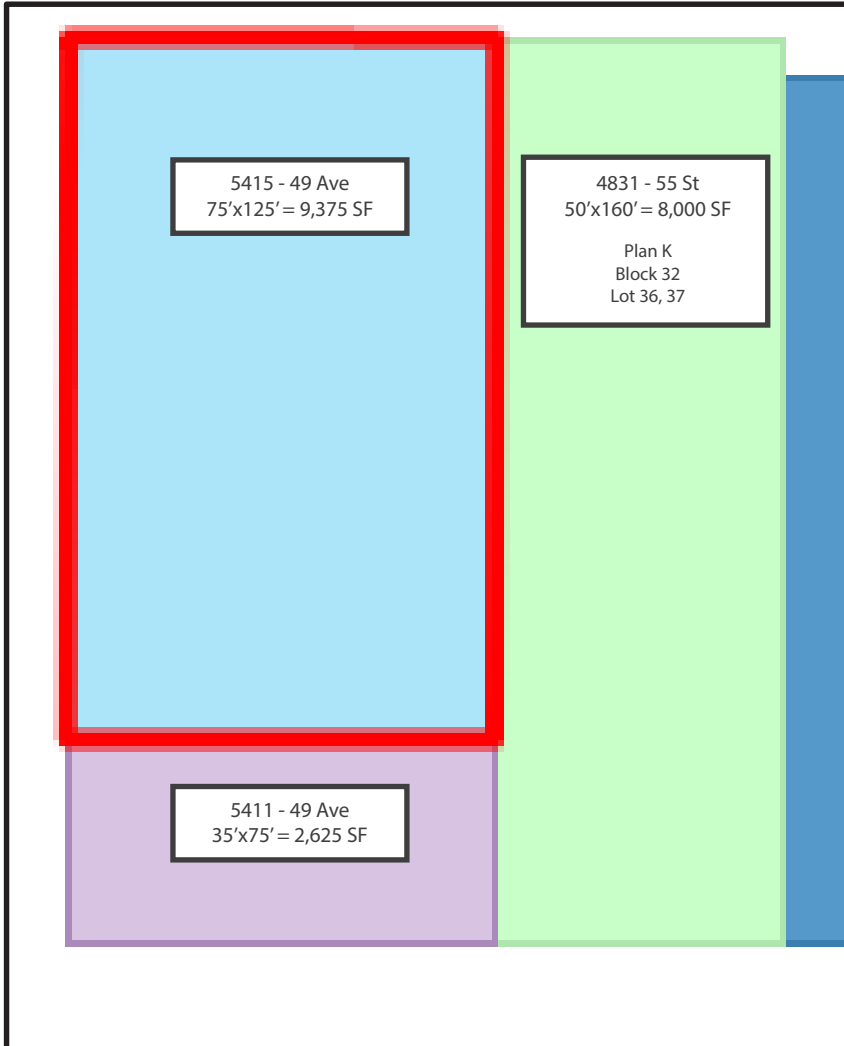 5415 - 49 Ave
75’x125’ = 9,375 SF
4831 - 55 St
50’x160’ = 8,000 SF
Plan K
Block 32
Lot 36, 37
5411 - 49 Ave
35’x75’ = 2,625 SF